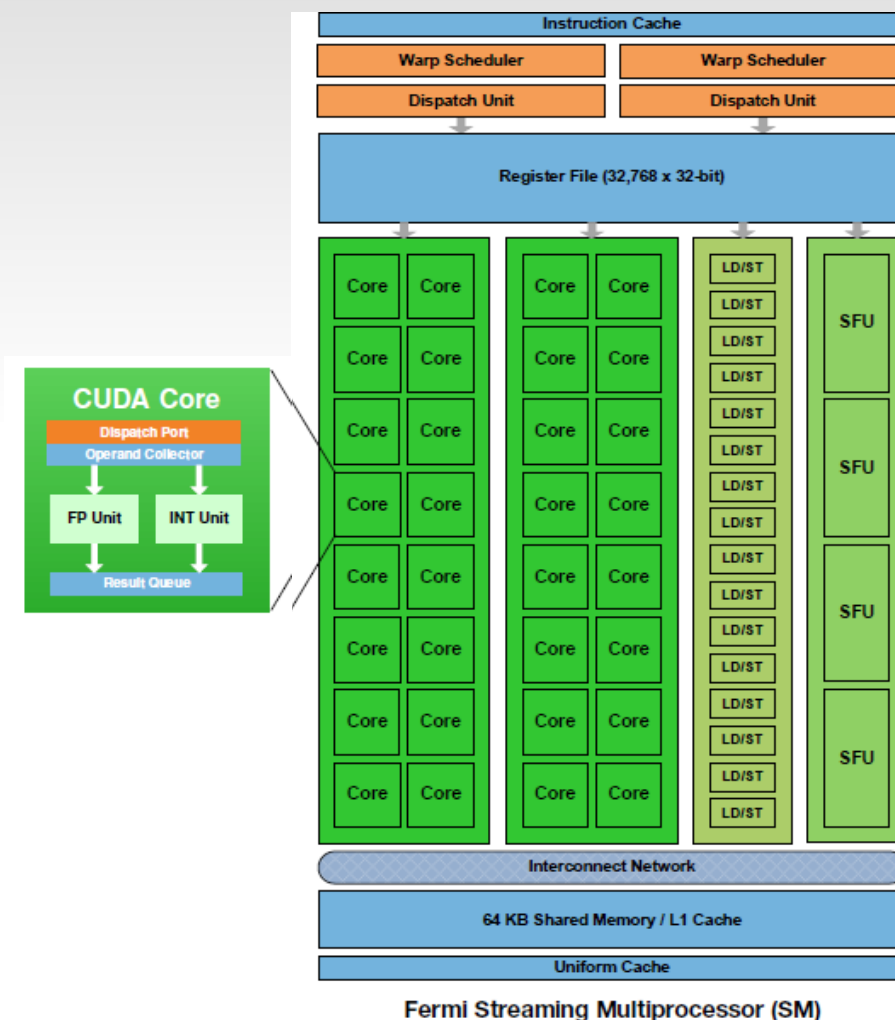 Instruction Cache
Warp Scheduler Warp Scheduler
Dispatch Unit Dispatch Unit
Register File (32,768 x 32-bit)
Core Core Core Core LD/ST
LD/ST
SFU
Core Core Core Core LD/ST
LD/ST
Core Core Core Core LD/ST
LD/ST
SFU
Core Core Core Core LD/ST
LD/ST
Core Core Core Core LD/ST
LD/ST
SFU
Core Core Core Core LD/ST
LD/ST
Core Core Core Core LD/ST
LD/ST
SFU
Core Core Core Core LD/ST
LD/ST
CUDA Core
Dispatch Port
Operand Collector
FP Unit INT Unit
Result Queue
Interconnect Network
64 KB Shared Memory / L1 Cache
Uniform Cache
Fermi Streaming Multiprocessor (SM)